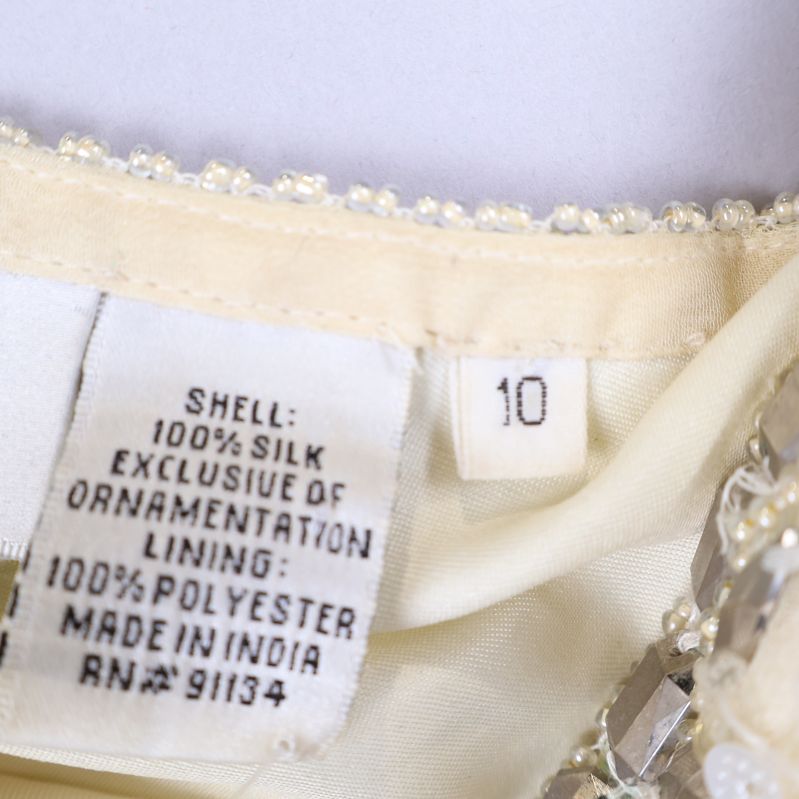 SHELL:
100% SILK
EXCLUSIVE OF
ORNAMENTATION
LINING:
100% POLYESTER
MADE IN INDIA
RN# 91134
10